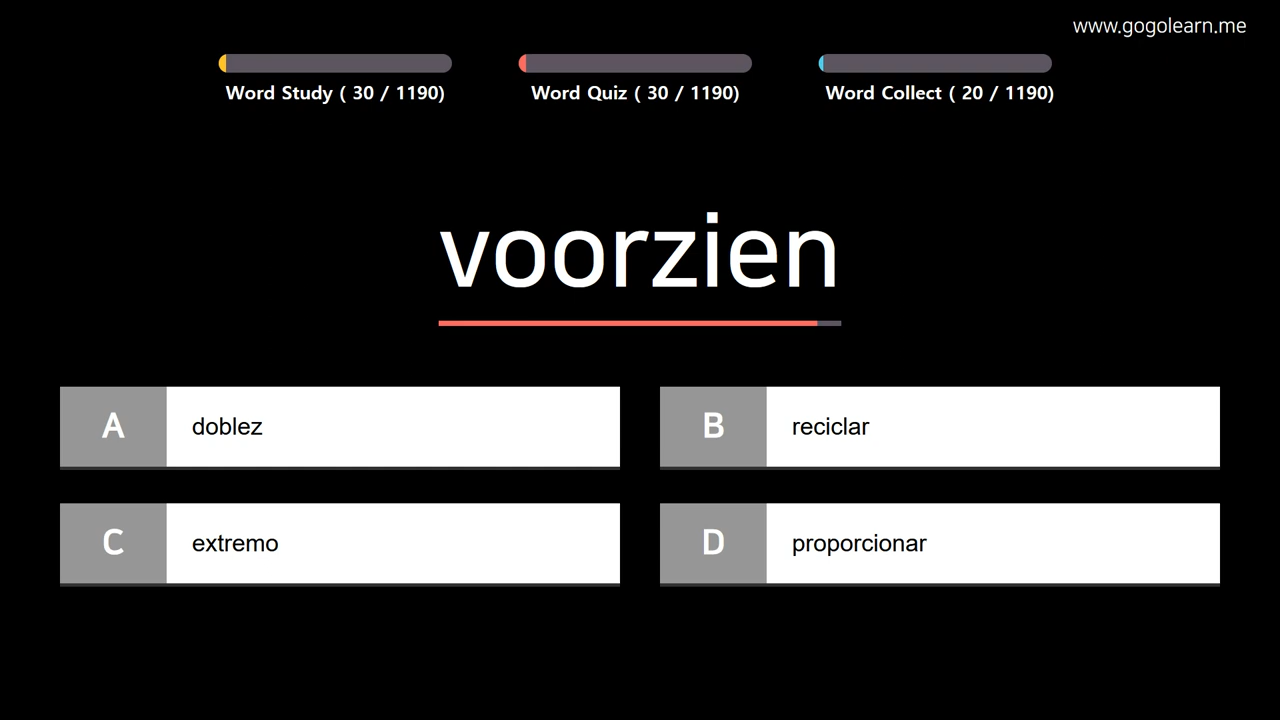 www.gogolearn.me
Word Study ( 30 / 1190)
Word Quiz ( 30 / 1190)
Word Collect ( 20 / 1190)
voorzien
A doblez
B reciclar
C extremo
D proporcionar